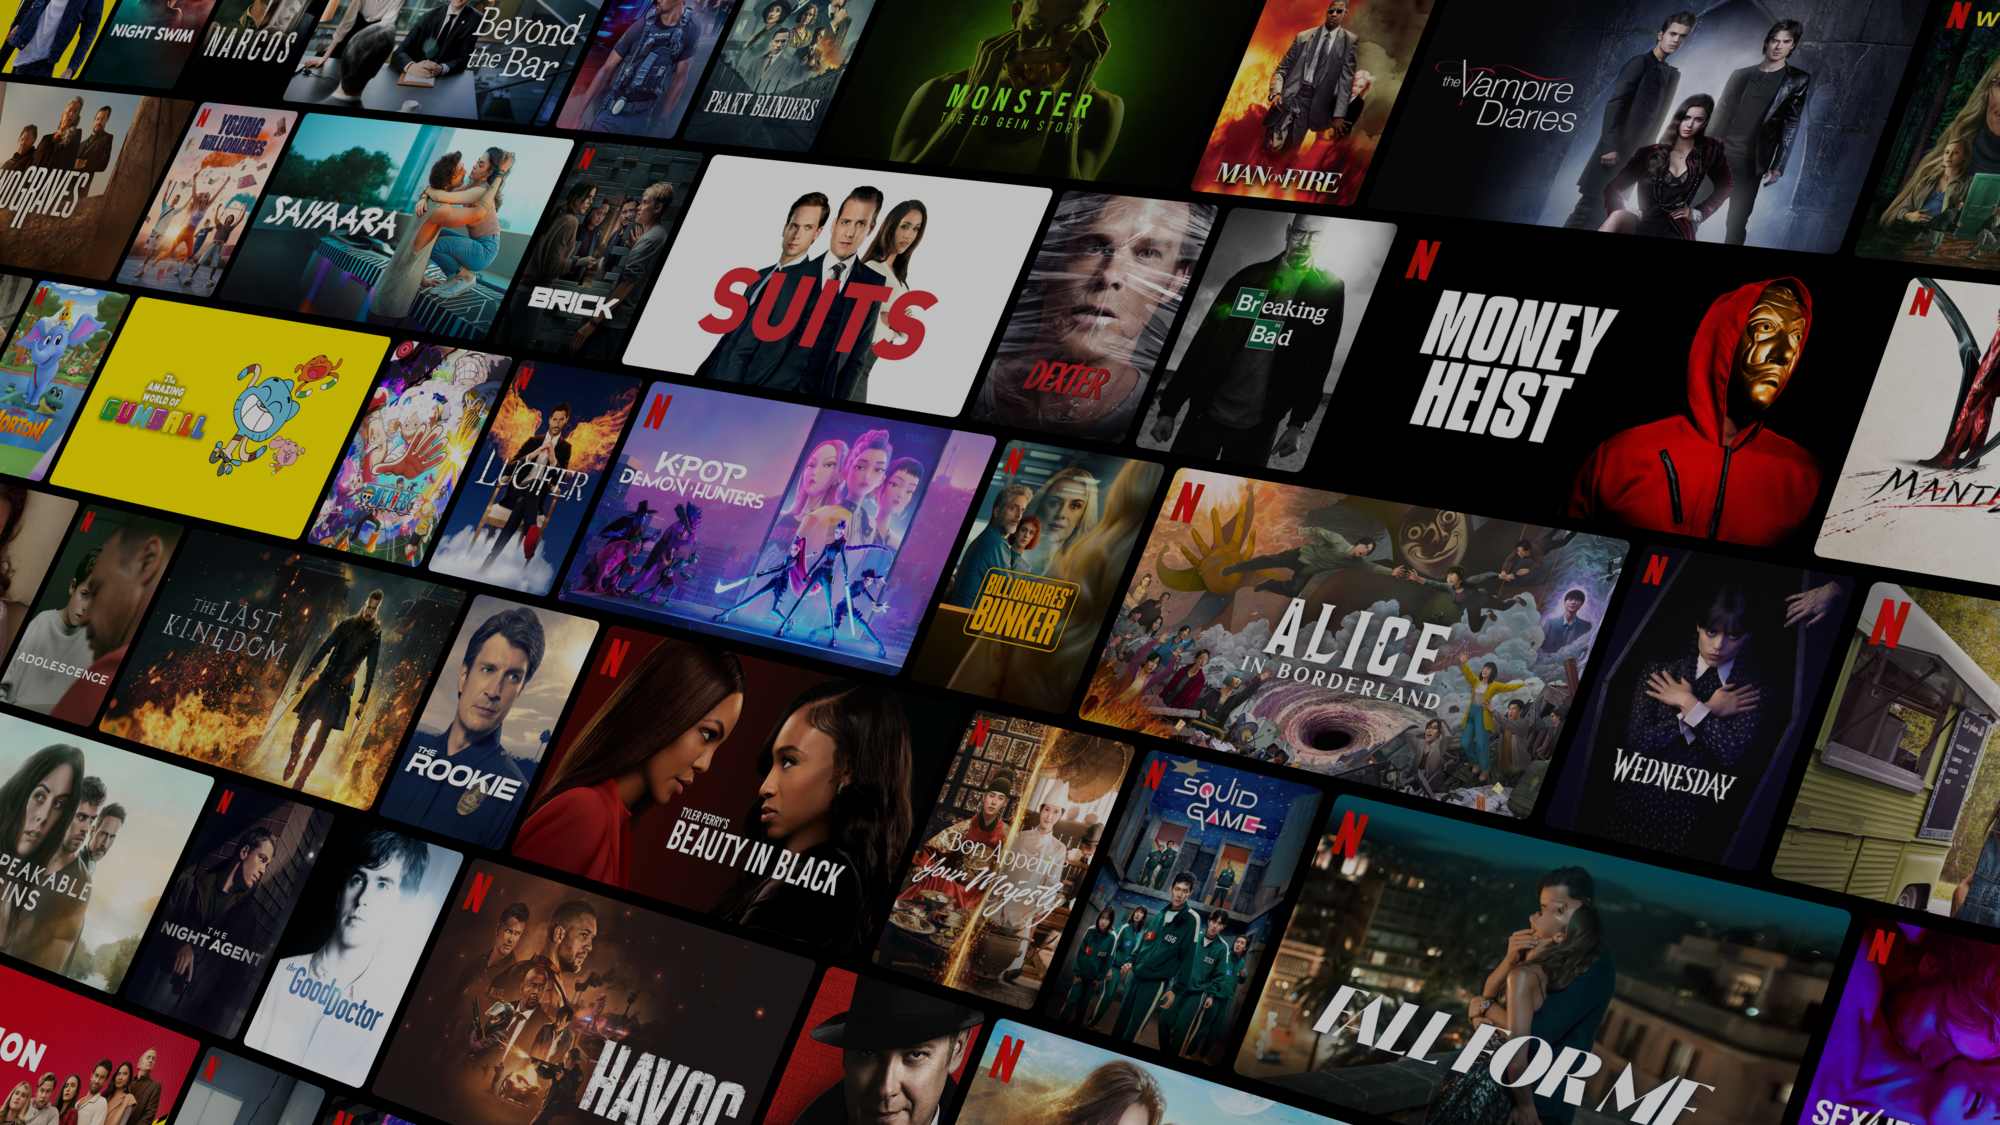 NIGHT SWIM
NARCOS
Beyond
the Bar
PEAKY BLINDERS
MONSTER
THE ED GEIN STORY
MAN ON FIRE
the Vampire
Diaries
N
N
YOUNG
MILLIONAIRES
SAIYAARA
N
BRICK
SUITS
DEXTER
Breaking
Bad
N
MONEY
HEIST
N
N
The
AMAZING
WORLD OF
GUMBALL
N
LUCIFER
N
K-POP
DEMON HUNTERS
N
BILLIONAIRES'
BUNKER
N
ALICE
IN BORDERLAND
N
WEDNESDAY
N
N
ADOLESCENCE
THE LAST
KINGDOM
THE
ROOKIE
N
TYLER PERRY'S
BEAUTY IN BLACK
N
Bon Appétit,
Your Majesty
N
SQUID
GAME
456
N
FALL FOR ME
N
N
THE
NIGHT AGENT
the
Good Doctor
N
HAVOC
N
N
N